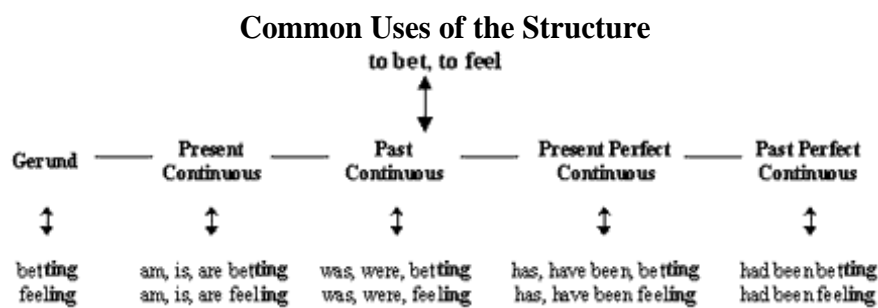 Common Uses of the Structure
to bet, to feel
Gerund
Present
Continuous
Past
Continuous
Present Perfect
Continuous
Past Perfect
Continuous
betting
feeling
am, is, are betting
am, is, are feeling
was, were, betting
was, were, feeling
has, have been, betting
has, have been feeling
had been betting
had been feeling